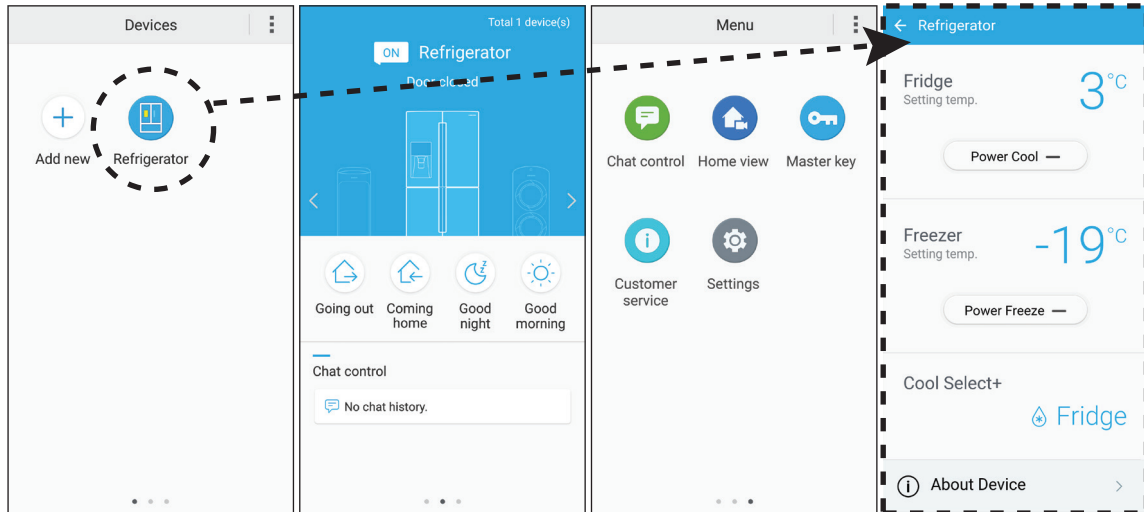 Devices
Add new
Refrigerator
Total 1 device(s)
ON Refrigerator
Door closed
Going out
Coming
home
Good
night
Good
morning
Chat control
No chat history.
Menu
Chat control
Home view
Master key
Customer
service
Settings
Refrigerator
Fridge
Setting temp.
3°C
Power Cool
Freezer
Setting temp.
-19°C
Power Freeze
Cool Select+
Fridge
About Device